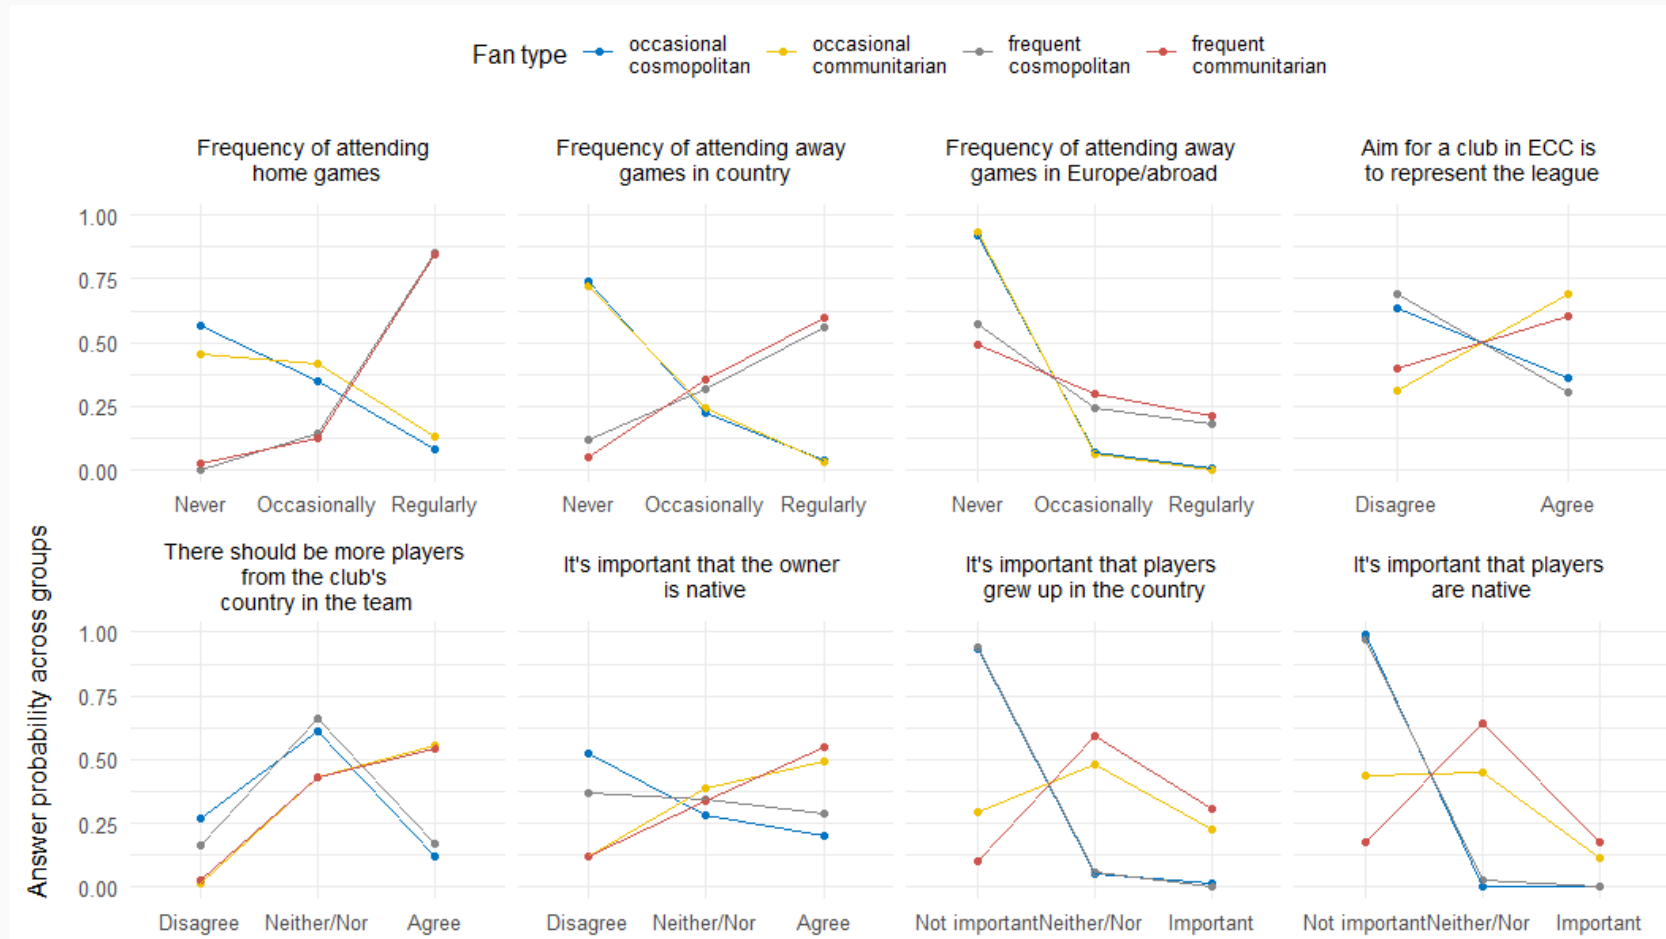 Fan type
occasional
cosmopolitan
occasional
communitarian
frequent
cosmopolitan
frequent
communitarian
Frequency of attending
home games
Frequency of attending away
games in country
Frequency of attending away
games in Europe/abroad
Aim for a club in ECC is
to represent the league
1.00
0.75
0.50
0.25
0.00
Never Occasionally Regularly
Never Occasionally Regularly
Never Occasionally Regularly
Disagree Agree
Answer probability across groups
There should be more players
from the club's
country in the team
It's important that the owner
is native
It's important that players
grew up in the country
It's important that players
are native
1.00
0.75
0.50
0.25
0.00
Disagree Neither/Nor Agree
Disagree Neither/Nor Agree
Not important Neither/Nor Important
Not important Neither/Nor Important